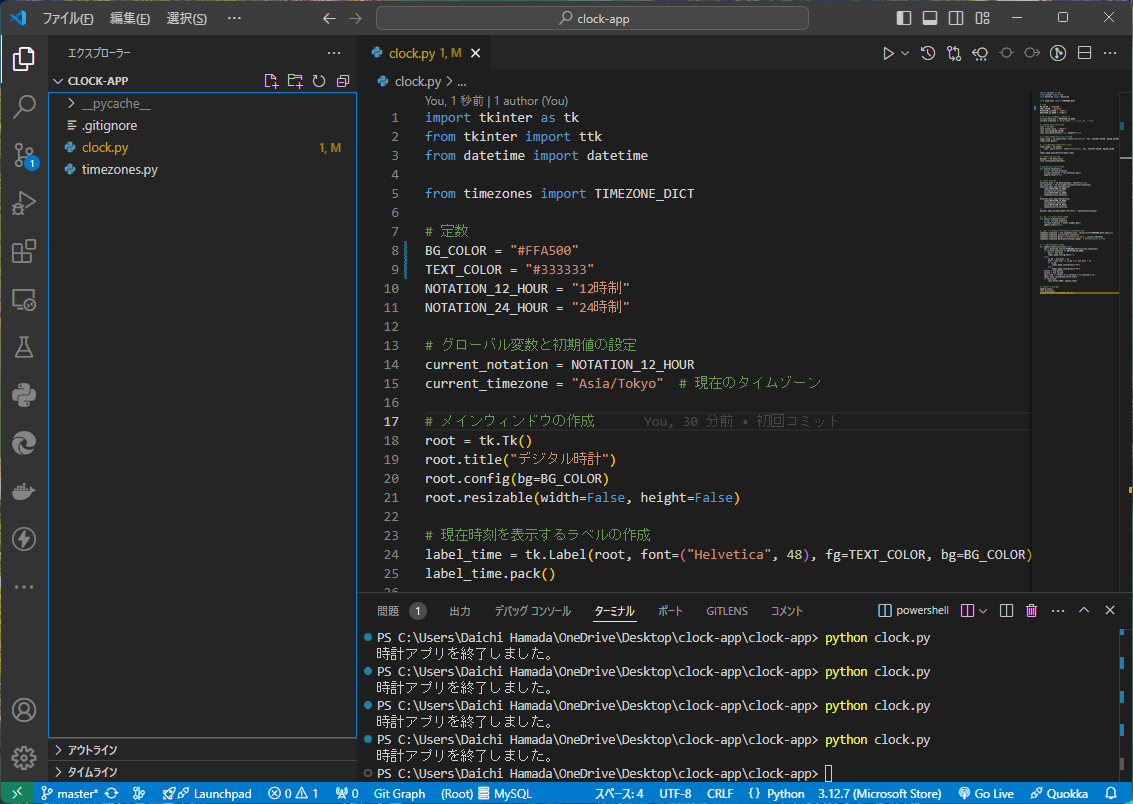 ファイル(F) 編集(E) 選択(S) … clock-app
エクスプローラー …
CLOCK-APP
__pycache__
.gitignore
clock.py 1, M
timezones.py
アウトライン
タイムライン
clock.py 1, M
clock.py > ...
You, 1 秒前 | 1 author (You)
1 import tkinter as tk
2 from tkinter import ttk
3 from datetime import datetime
4
5 from timezones import TIMEZONE_DICT
6
7 # 定数
8 BG_COLOR = "#FFA500"
9 TEXT_COLOR = "#333333"
10 NOTATION_12_HOUR = "12時制"
11 NOTATION_24_HOUR = "24時制"
12
13 # グローバル変数と初期値の設定
14 current_notation = NOTATION_12_HOUR
15 current_timezone = "Asia/Tokyo"  # 現在のタイムゾーン
16
17 # メインウィンドウの作成 You, 30 分前 • 初回コミット
18 root = tk.Tk()
19 root.title("デジタル時計")
20 root.config(bg=BG_COLOR)
21 root.resizable(width=False, height=False)
22
23 # 現在時刻を表示するラベルの作成
24 label_time = tk.Label(root, font=("Helvetica", 48), fg=TEXT_COLOR, bg=BG_COLOR)
25 label_time.pack()
26
問題 1 出力 デバッグ コンソール ターミナル ポート GITLENS コメント powershell
PS C:\Users\Daichi Hamada\OneDrive\Desktop\clock-app\clock-app> python clock.py
時計アプリを終了しました。
PS C:\Users\Daichi Hamada\OneDrive\Desktop\clock-app\clock-app> python clock.py
時計アプリを終了しました。
PS C:\Users\Daichi Hamada\OneDrive\Desktop\clock-app\clock-app> python clock.py
時計アプリを終了しました。
PS C:\Users\Daichi Hamada\OneDrive\Desktop\clock-app\clock-app> python clock.py
時計アプリを終了しました。
PS C:\Users\Daichi Hamada\OneDrive\Desktop\clock-app\clock-app>
master* Launchpad 0 1 0 Git Graph (Root) MySQL スペース: 4 UTF-8 CRLF {} Python 3.12.7 (Microsoft Store) Go Live Quokka